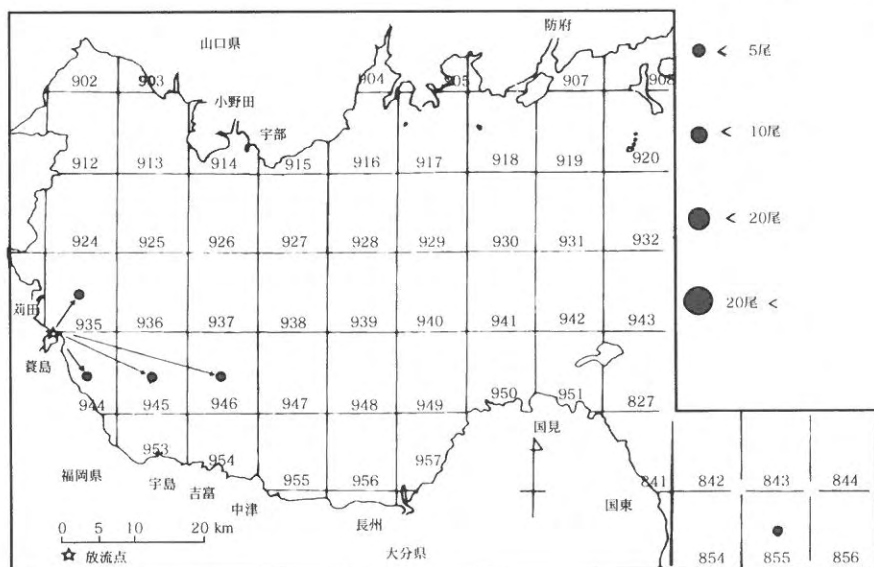 防府
山口県
● < 5尾
902 903 904 905 907 908
小野田
宇部
● < 10尾
912 913 914 915 916 917 918 919 920
● < 20尾
924 925 926 927 928 929 930 931 932
● 20尾 <
苅田
935 936 937 938 939 940 941 942 943
蓑島
944 945 946 947 948 949 950 951 827
国見
953 954 955 956 957
福岡県
宇島
吉富
中津
長州
国東
841 842 843 844
0 10 20 km
☆ 放流点
大分県
854 855 856